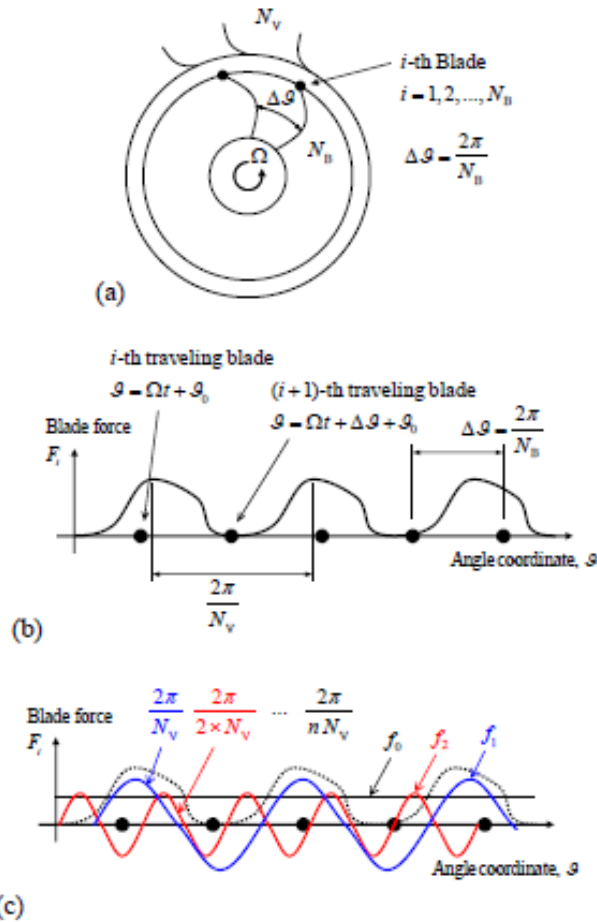 N_V
i-th Blade
i = 1, 2, ..., N_B
Δϑ
Δϑ = 2π/N_B
N_B
Ω
(a)
i-th traveling blade
ϑ = Ωt + ϑ_0
(i + 1)-th traveling blade
ϑ = Ωt + Δϑ + ϑ_0
Δϑ = 2π/N_B
Blade force
F_i
Angle coordinate, ϑ
2π/N_V
(b)
2π/N_V 2π/(2 × N_V) ... 2π/(n N_V)
Blade force
F_i
f_0 f_2 f_1
Angle coordinate, ϑ
(c)